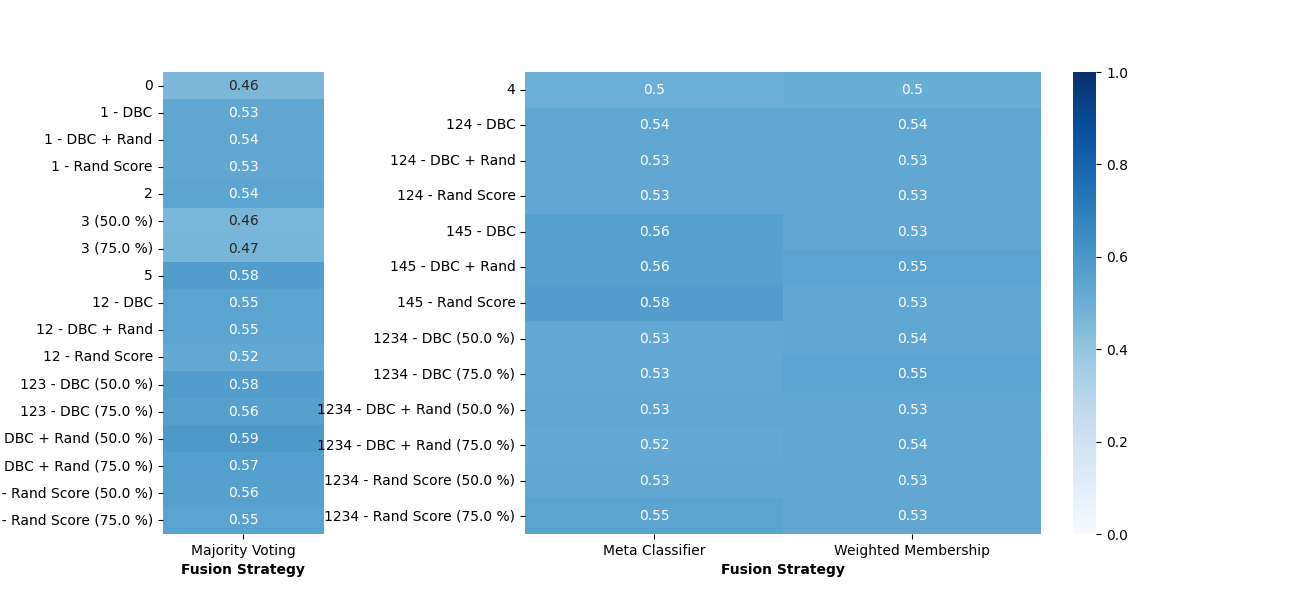 0 0.46
1 - DBC 0.53
1 - DBC + Rand 0.54
1 - Rand Score 0.53
2 0.54
3 (50.0 %) 0.46
3 (75.0 %) 0.47
5 0.58
12 - DBC 0.55
12 - DBC + Rand 0.55
12 - Rand Score 0.52
123 - DBC (50.0 %) 0.58
123 - DBC (75.0 %) 0.56
DBC + Rand (50.0 %) 0.59
DBC + Rand (75.0 %) 0.57
- Rand Score (50.0 %) 0.56
- Rand Score (75.0 %) 0.55
Majority Voting
Fusion Strategy
4 0.5 0.5
124 - DBC 0.54 0.54
124 - DBC + Rand 0.53 0.53
124 - Rand Score 0.53 0.53
145 - DBC 0.56 0.53
145 - DBC + Rand 0.56 0.55
145 - Rand Score 0.58 0.53
1234 - DBC (50.0 %) 0.53 0.54
1234 - DBC (75.0 %) 0.53 0.55
1234 - DBC + Rand (50.0 %) 0.53 0.53
1234 - DBC + Rand (75.0 %) 0.52 0.54
1234 - Rand Score (50.0 %) 0.53 0.53
1234 - Rand Score (75.0 %) 0.55 0.53
Meta Classifier Weighted Membership
Fusion Strategy
1.0
0.8
0.6
0.4
0.2
0.0